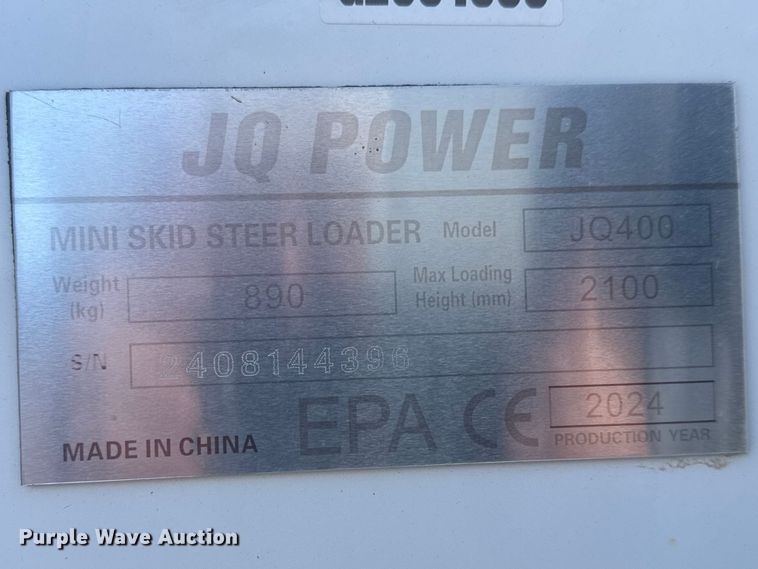 JQ POWER
MINI SKID STEER LOADER Model JQ400
Weight (kg) 890 Max Loading Height (mm) 2100
S/N 2408144396
EPA CE 2024
MADE IN CHINA PRODUCTION YEAR
Purple Wave Auction